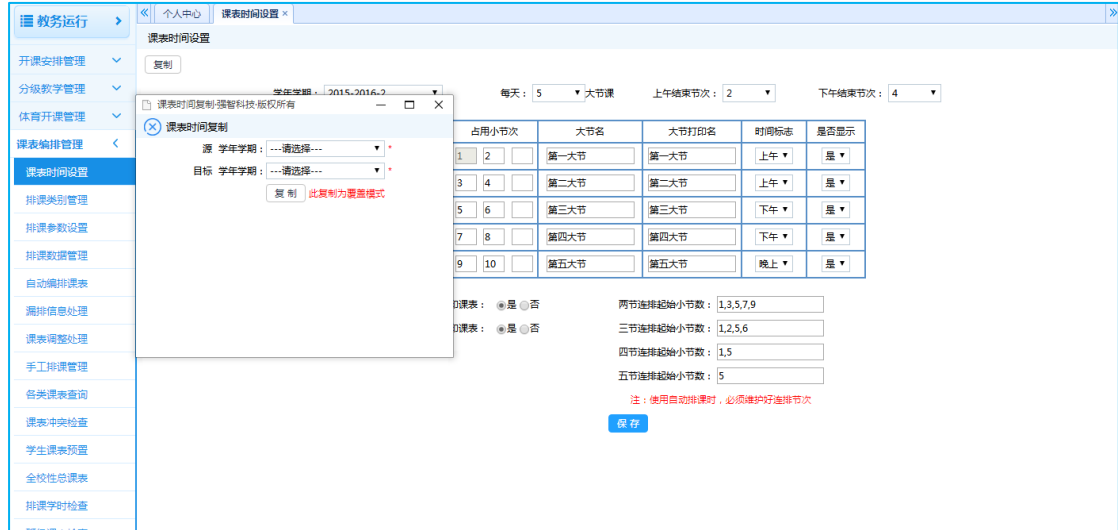 教务运行
个人中心 课表时间设置 ×
课表时间设置
复制
开课安排管理
分级教学管理
体育开课管理
课表编排管理
课表时间设置
排课类别管理
排课参数设置
排课数据管理
自动编排课表
漏排信息处理
课表调整处理
手工排课管理
各类课表查询
课表冲突检查
学生课表预置
全校性总课表
排课学时检查
学年学期: 2015-2016-2 每天: 5 大节课 上午结束节次: 2 下午结束节次: 4
课表时间复制-强智科技-版权所有
课表时间复制
源 学年学期: ---请选择--- *
目标 学年学期: ---请选择--- *
复 制 此复制为覆盖模式
占用小节次 大节名 大节打印名 时间标志 是否显示
1 2 第一大节 第一大节 上午 是
3 4 第二大节 第二大节 上午 是
5 6 第三大节 第三大节 下午 是
7 8 第四大节 第四大节 下午 是
9 10 第五大节 第五大节 晚上 是
课表: 是 否 两节连排起始小节数: 1,3,5,7,9
课表: 是 否 三节连排起始小节数: 1,2,5,6
四节连排起始小节数: 1,5
五节连排起始小节数: 5
注:使用自动排课时,必须维护好连排节次
保 存